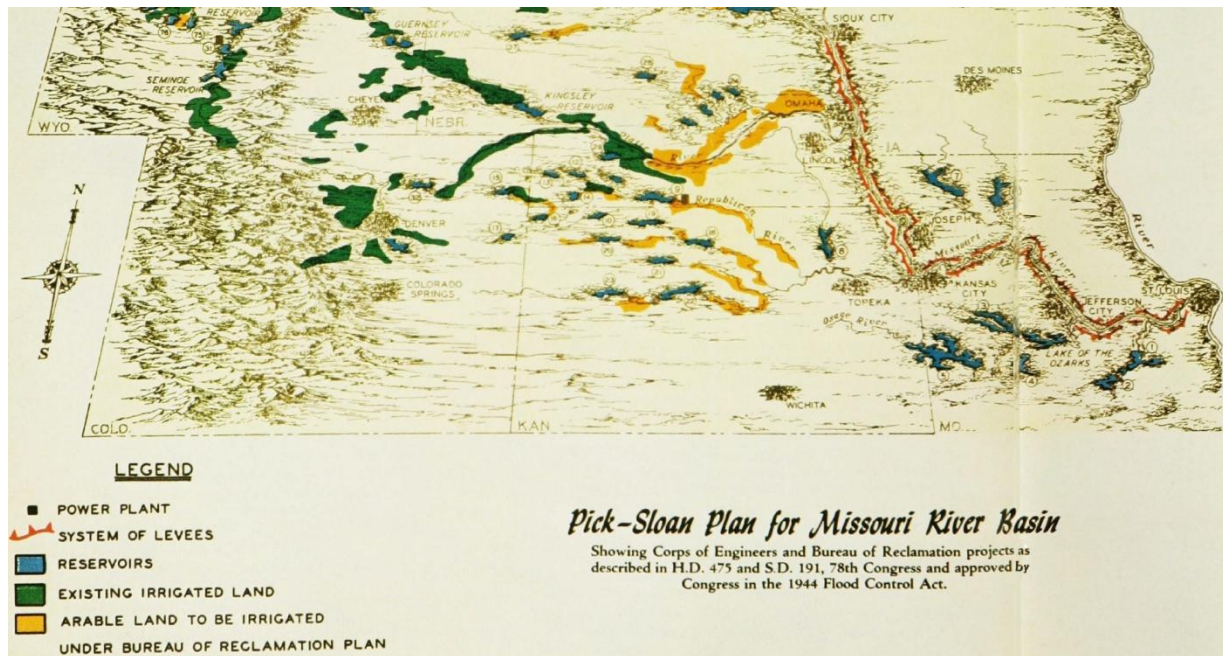 SIOUX CITY
RESERVOIR
GUERNSEY
RESERVOIR
DES MOINES
SEMINOE
RESERVOIR
KINGSLEY
RESERVOIR
OMAHA
WYO.
NEBR.
LINCOLN
IA.
N
DENVER
Republican
River
JOSEPH
River
COLORADO
SPRINGS
Missouri
River
KANSAS
CITY
TOPEKA
JEFFERSON
CITY
ST. LOUIS
S
Osage River
LAKE OF THE
OZARKS
WICHITA
COLO.
KAN
MO.
LEGEND
POWER PLANT
SYSTEM OF LEVEES
RESERVOIRS
EXISTING IRRIGATED LAND
ARABLE LAND TO BE IRRIGATED
UNDER BUREAU OF RECLAMATION PLAN
Pick-Sloan Plan for Missouri River Basin
Showing Corps of Engineers and Bureau of Reclamation projects as
described in H.D. 475 and S.D. 191, 78th Congress and approved by
Congress in the 1944 Flood Control Act.